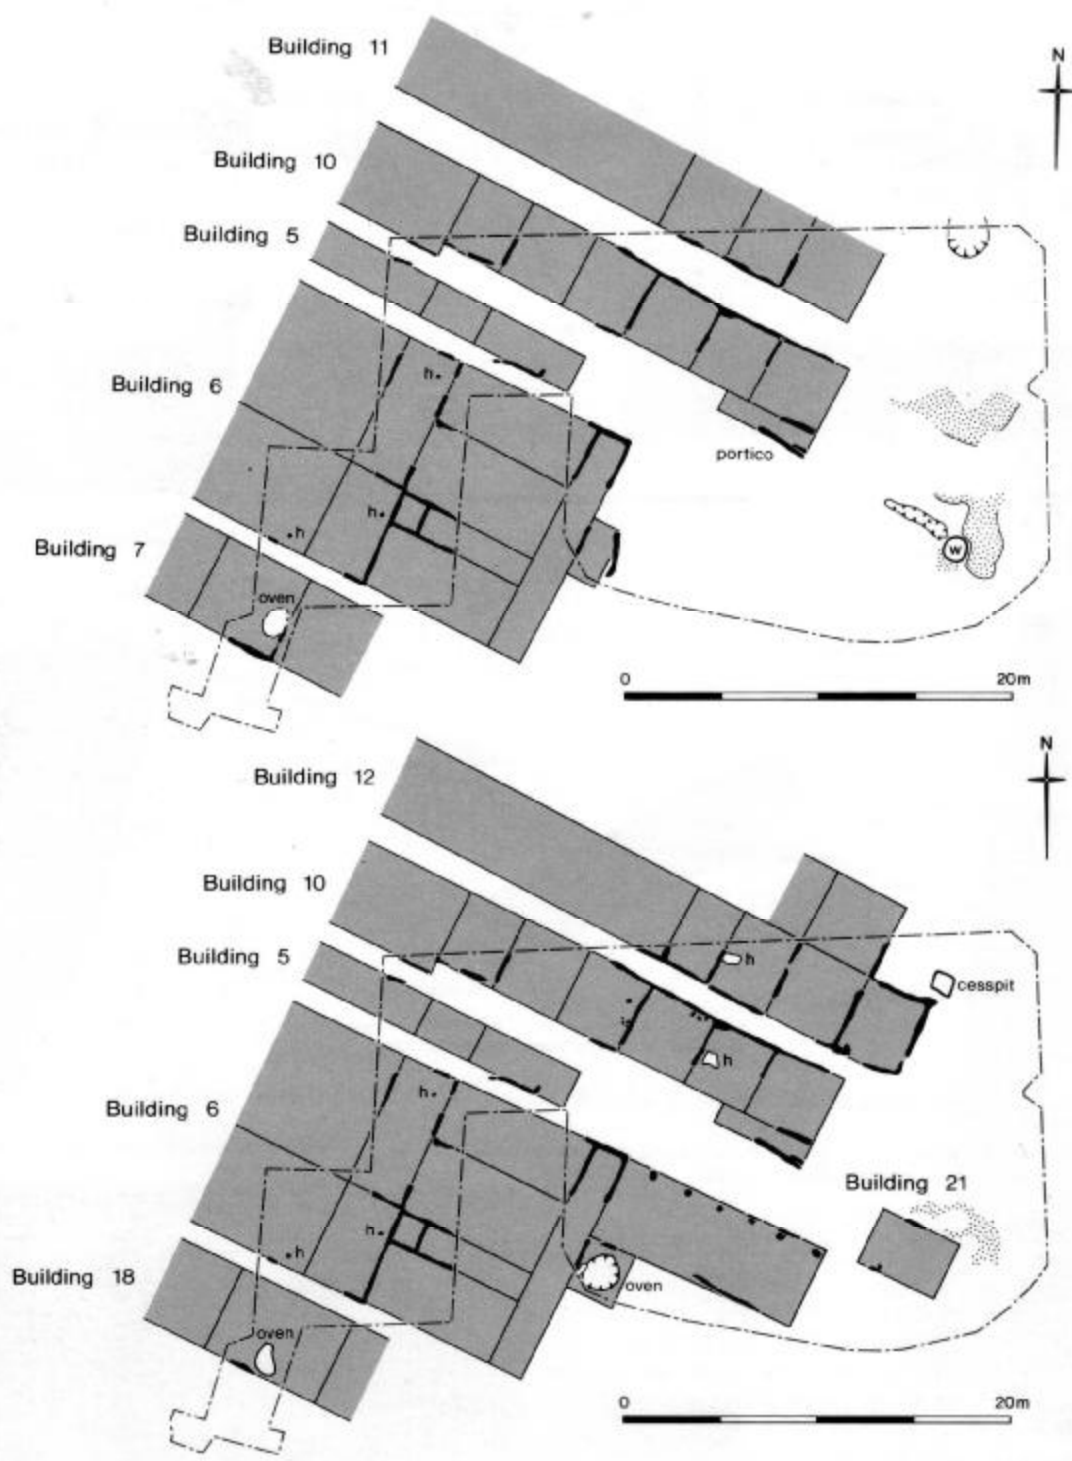 Building 11
N
Building 10
Building 5
Building 6
h
portico
h
h
w
Building 7
oven
0 20m
N
Building 12
Building 10
h
cesspit
Building 5
h
h
Building 6
Building 21
h
h
oven
Building 18
oven
0 20m